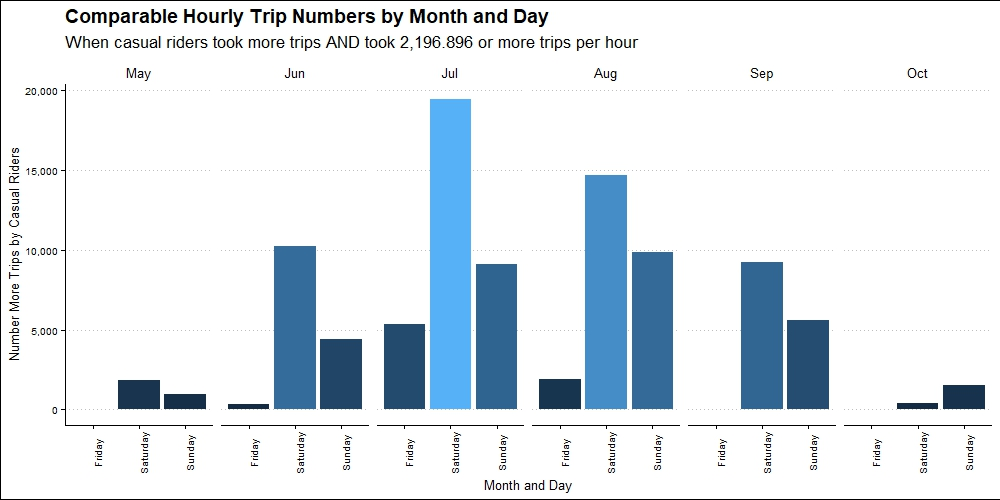 Comparable Hourly Trip Numbers by Month and Day
When casual riders took more trips AND took 2,196.896 or more trips per hour
May Jun Jul Aug Sep Oct
Number More Trips by Casual Riders
20,000
15,000
10,000
5,000
0
Friday Saturday Sunday Friday Saturday Sunday Friday Saturday Sunday Friday Saturday Sunday Friday Saturday Sunday Friday Saturday Sunday
Month and Day